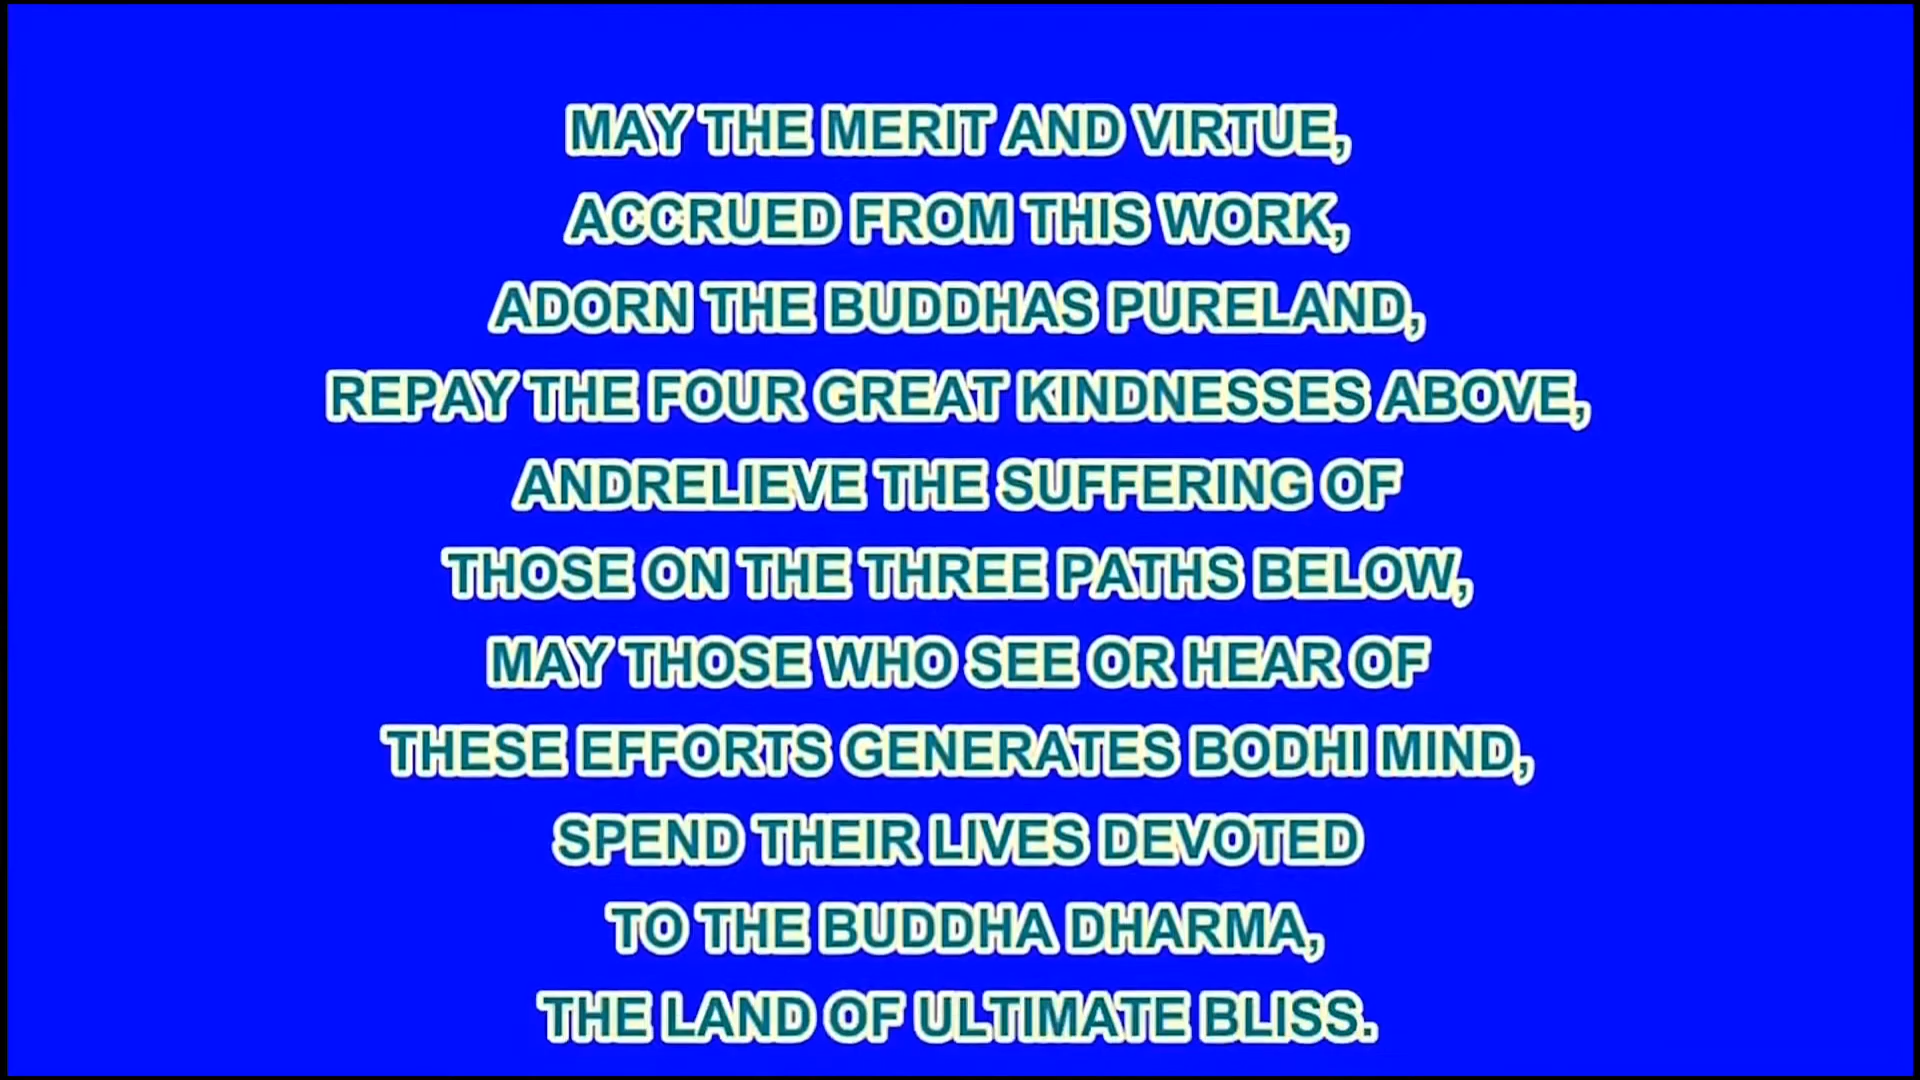 MAY THE MERIT AND VIRTUE,
ACCRUED FROM THIS WORK,
ADORN THE BUDDHAS PURELAND,
REPAY THE FOUR GREAT KINDNESSES ABOVE,
ANDRELIEVE THE SUFFERING OF
THOSE ON THE THREE PATHS BELOW,
MAY THOSE WHO SEE OR HEAR OF
THESE EFFORTS GENERATES BODHI MIND,
SPEND THEIR LIVES DEVOTED
TO THE BUDDHA DHARMA,
THE LAND OF ULTIMATE BLISS.